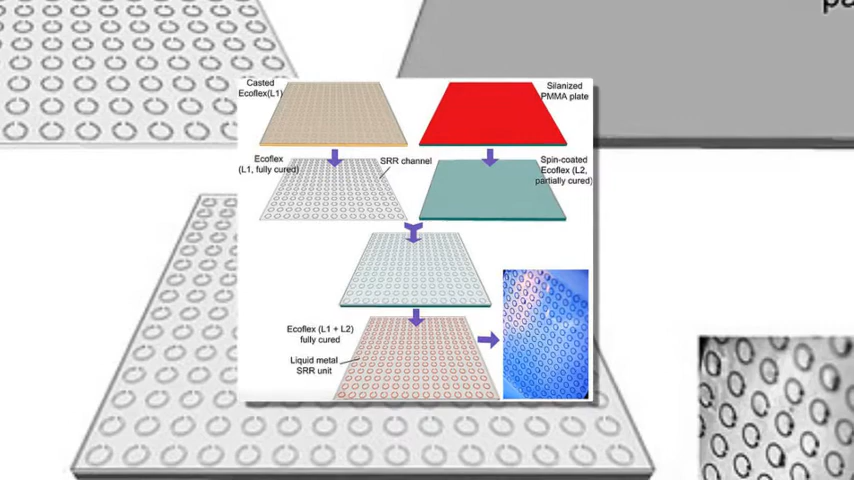 pa
Casted
Ecoflex(L1)
Silanized
PMMA plate
Ecoflex
(L1, fully cured)
SRR channel
Spin-coated
Ecoflex (L2,
partially cured)
Ecoflex (L1 + L2)
fully cured
Liquid metal
SRR unit